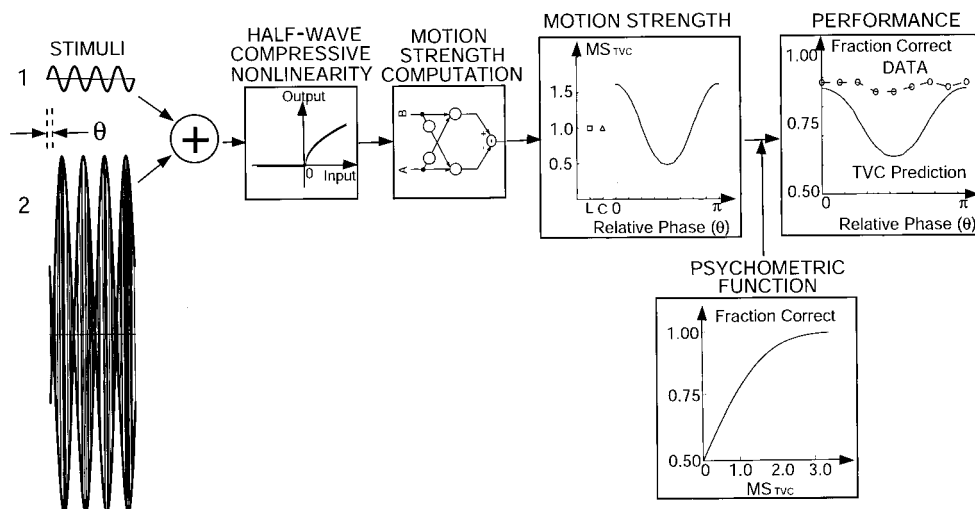 STIMULI
1
θ
2
+
HALF-WAVE
COMPRESSIVE
NONLINEARITY
Output
0
Input
MOTION
STRENGTH
COMPUTATION
B
A
+
-
MOTION STRENGTH
MS TVC
1.5
1.0
0.5
L C 0 π
Relative Phase (θ)
PERFORMANCE
Fraction Correct
1.00
DATA
0.75
TVC Prediction
0.50
0 π
Relative Phase (θ)
PSYCHOMETRIC
FUNCTION
Fraction Correct
1.00
0.75
0.50
0 1.0 2.0 3.0
MS TVC